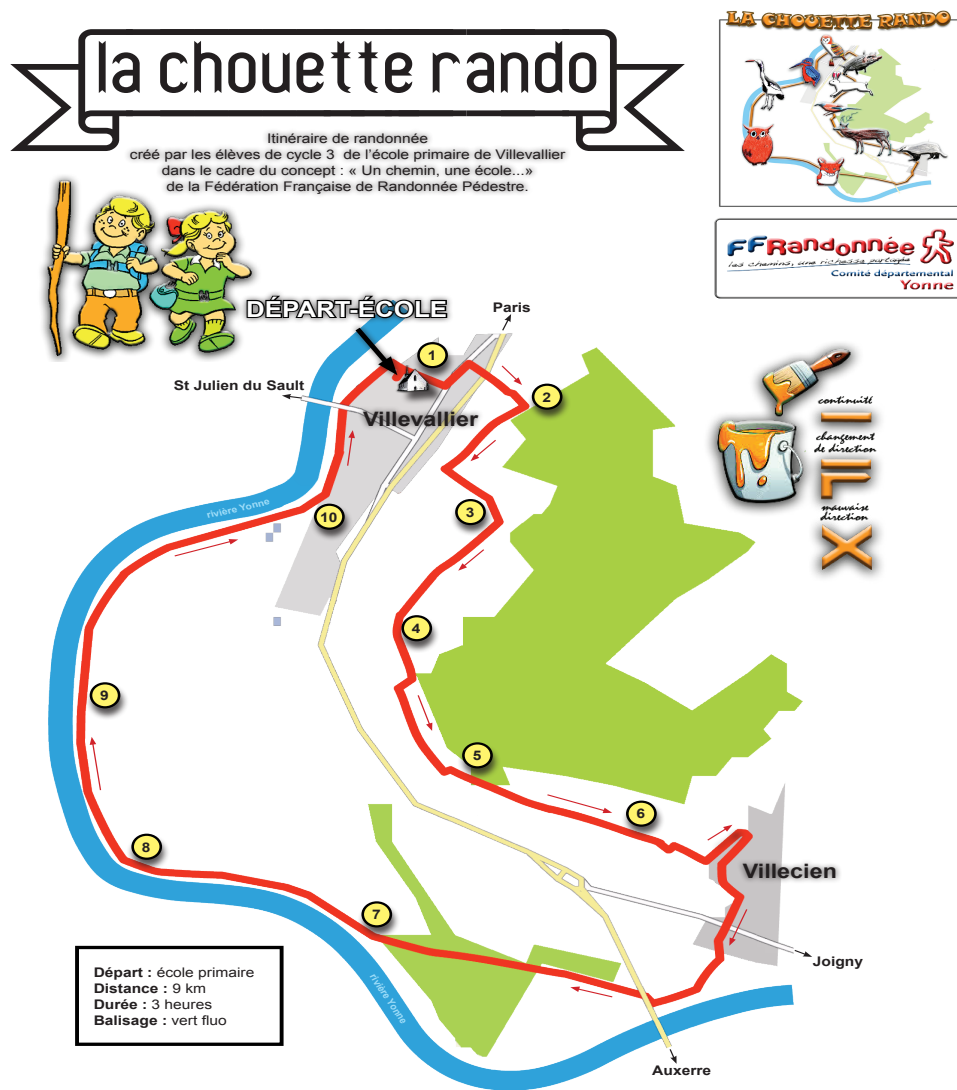 la chouette rando
LA CHOUETTE RANDO
Itinéraire de randonnée
créé par les élèves de cycle 3 de l'école primaire de Villevallier
dans le cadre du concept : « Un chemin, une école...»
de la Fédération Française de Randonnée Pédestre.
FFRandonnée
les chemins, une richesse partagée
Comité départemental
Yonne
DÉPART-ÉCOLE
Paris
1
St Julien du Sault
2
Villevallier
continuité
changement
de direction
mauvaise
direction
rivière Yonne
10
3
4
9
5
6
8
Villecien
7
Joigny
rivière Yonne
Auxerre
Départ : école primaire
Distance : 9 km
Durée : 3 heures
Balisage : vert fluo